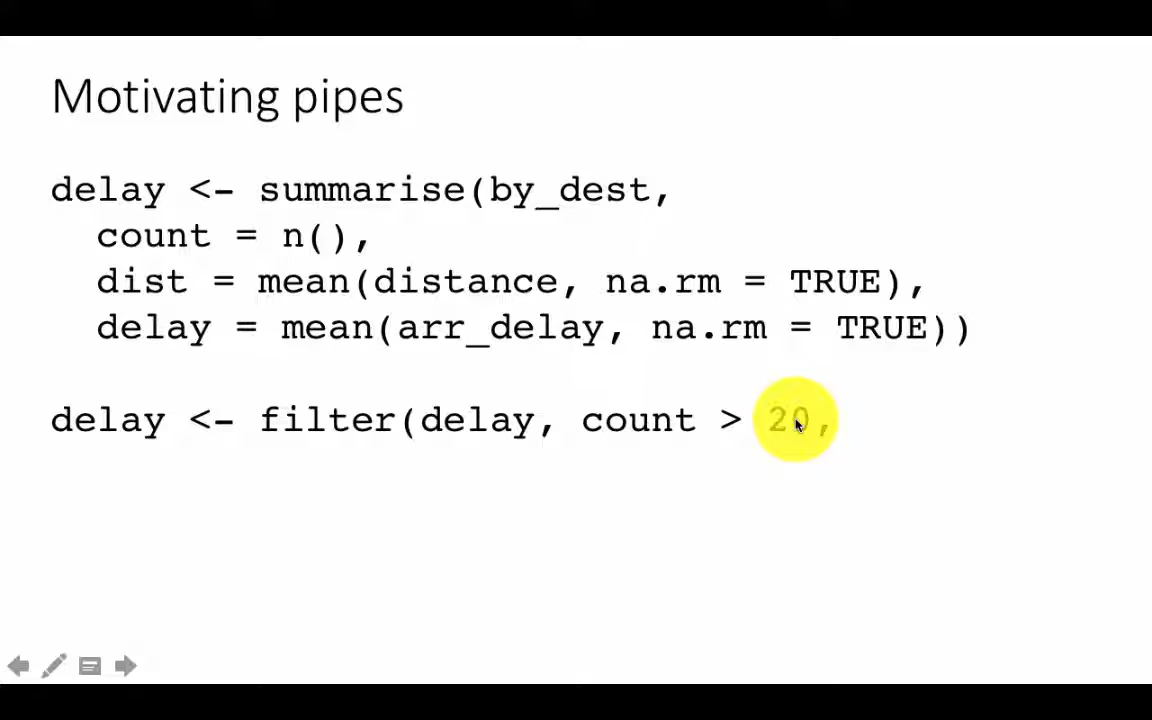 Motivating pipes
delay <- summarise(by_dest,
count = n(),
dist = mean(distance, na.rm = TRUE),
delay = mean(arr_delay, na.rm = TRUE))
delay <- filter(delay, count > 20,